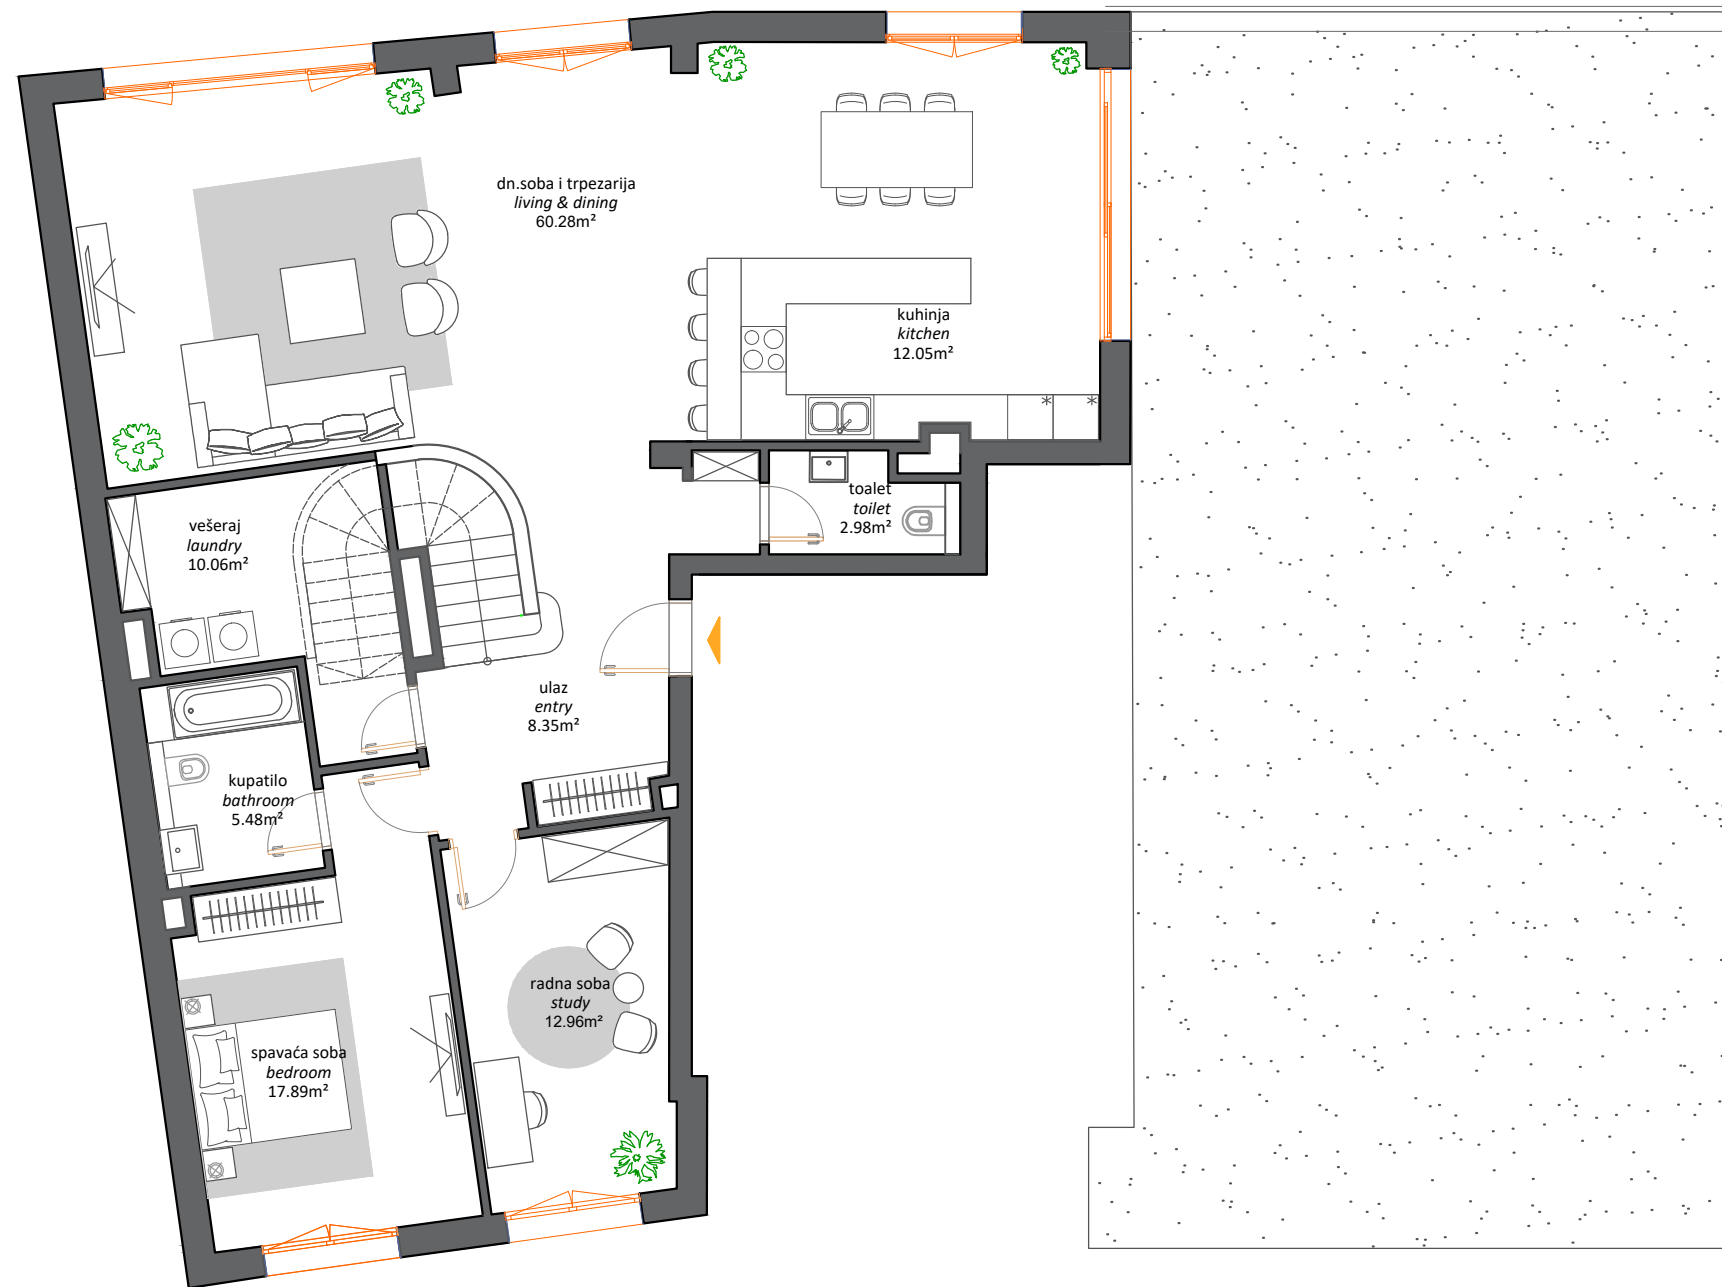 dn.soba i trpezarija
living & dining
60.28m²
kuhinja
kitchen
12.05m²
toalet
toilet
2.98m²
vešeraj
laundry
10.06m²
ulaz
entry
8.35m²
kupatilo
bathroom
5.48m²
radna soba
study
12.96m²
spavaća soba
bedroom
17.89m²